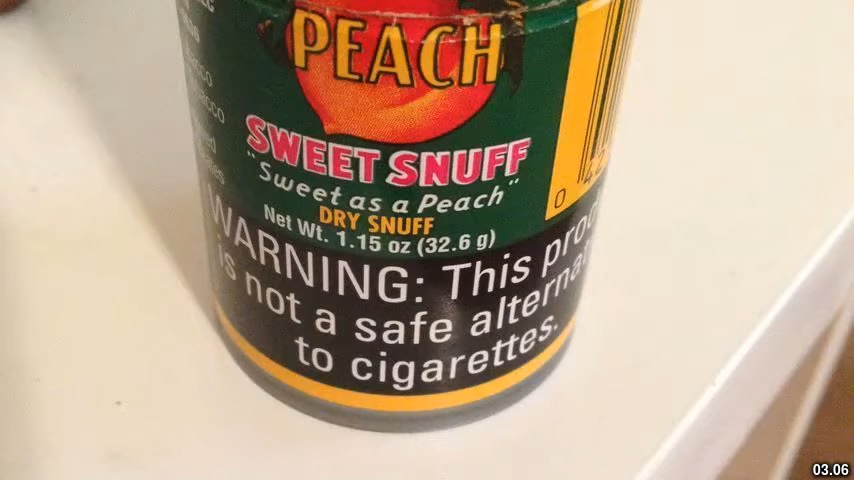 PEACH
SWEET SNUFF
"Sweet as a Peach"
DRY SNUFF
Net Wt. 1.15 oz (32.6 g)
WARNING: This
is not a safe
to cigarettes.
0
03.06